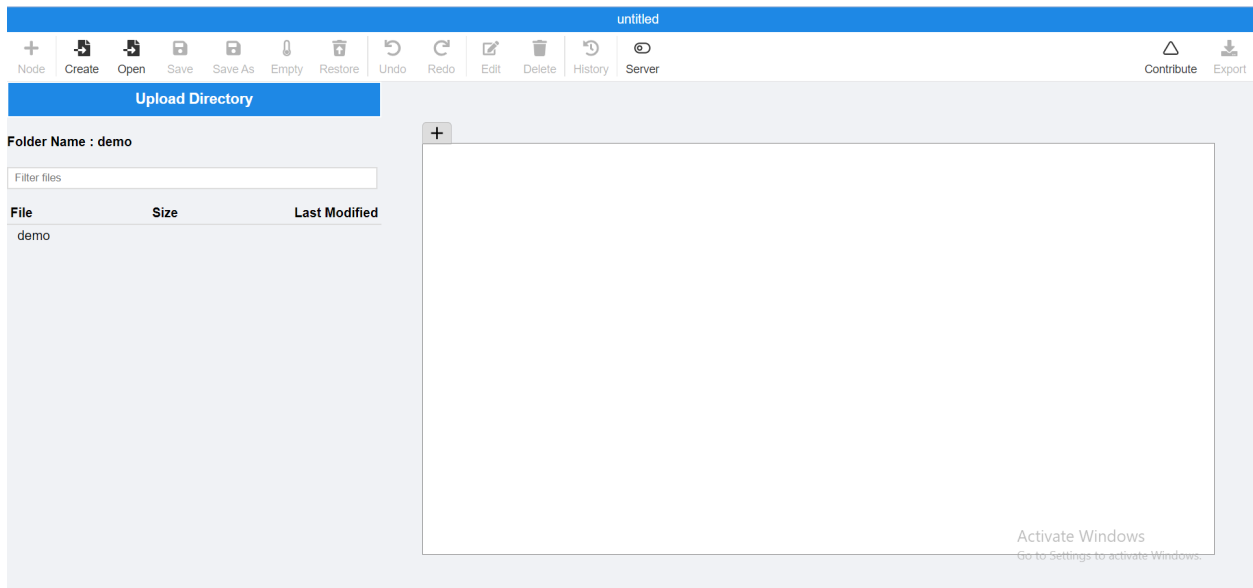 untitled
Node Create Open Save Save As Empty Restore Undo Redo Edit Delete History Server Contribute Export
Upload Directory
Folder Name : demo
Filter files
File Size Last Modified
demo
+
Activate Windows
Go to Settings to activate Windows.